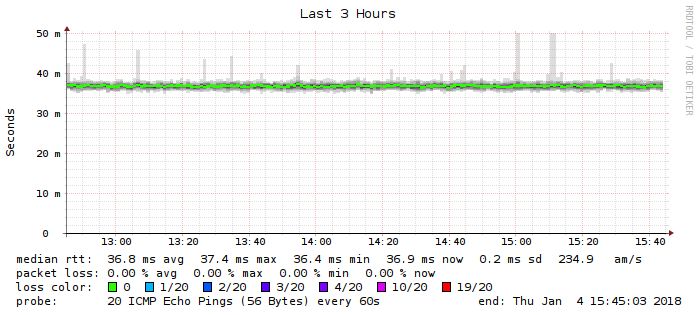 Last 3 Hours
RRDTOOL / TOBI OETIKER
Seconds
50 m
40 m
30 m
20 m
10 m
0
13:00 13:20 13:40 14:00 14:20 14:40 15:00 15:20 15:40
median rtt: 36.8 ms avg 37.4 ms max 36.4 ms min 36.9 ms now 0.2 ms sd 234.9 am/s
packet loss: 0.00 % avg 0.00 % max 0.00 % min 0.00 % now
loss color: 0 1/20 2/20 3/20 4/20 10/20 19/20
probe: 20 ICMP Echo Pings (56 Bytes) every 60s end: Thu Jan 4 15:45:03 2018